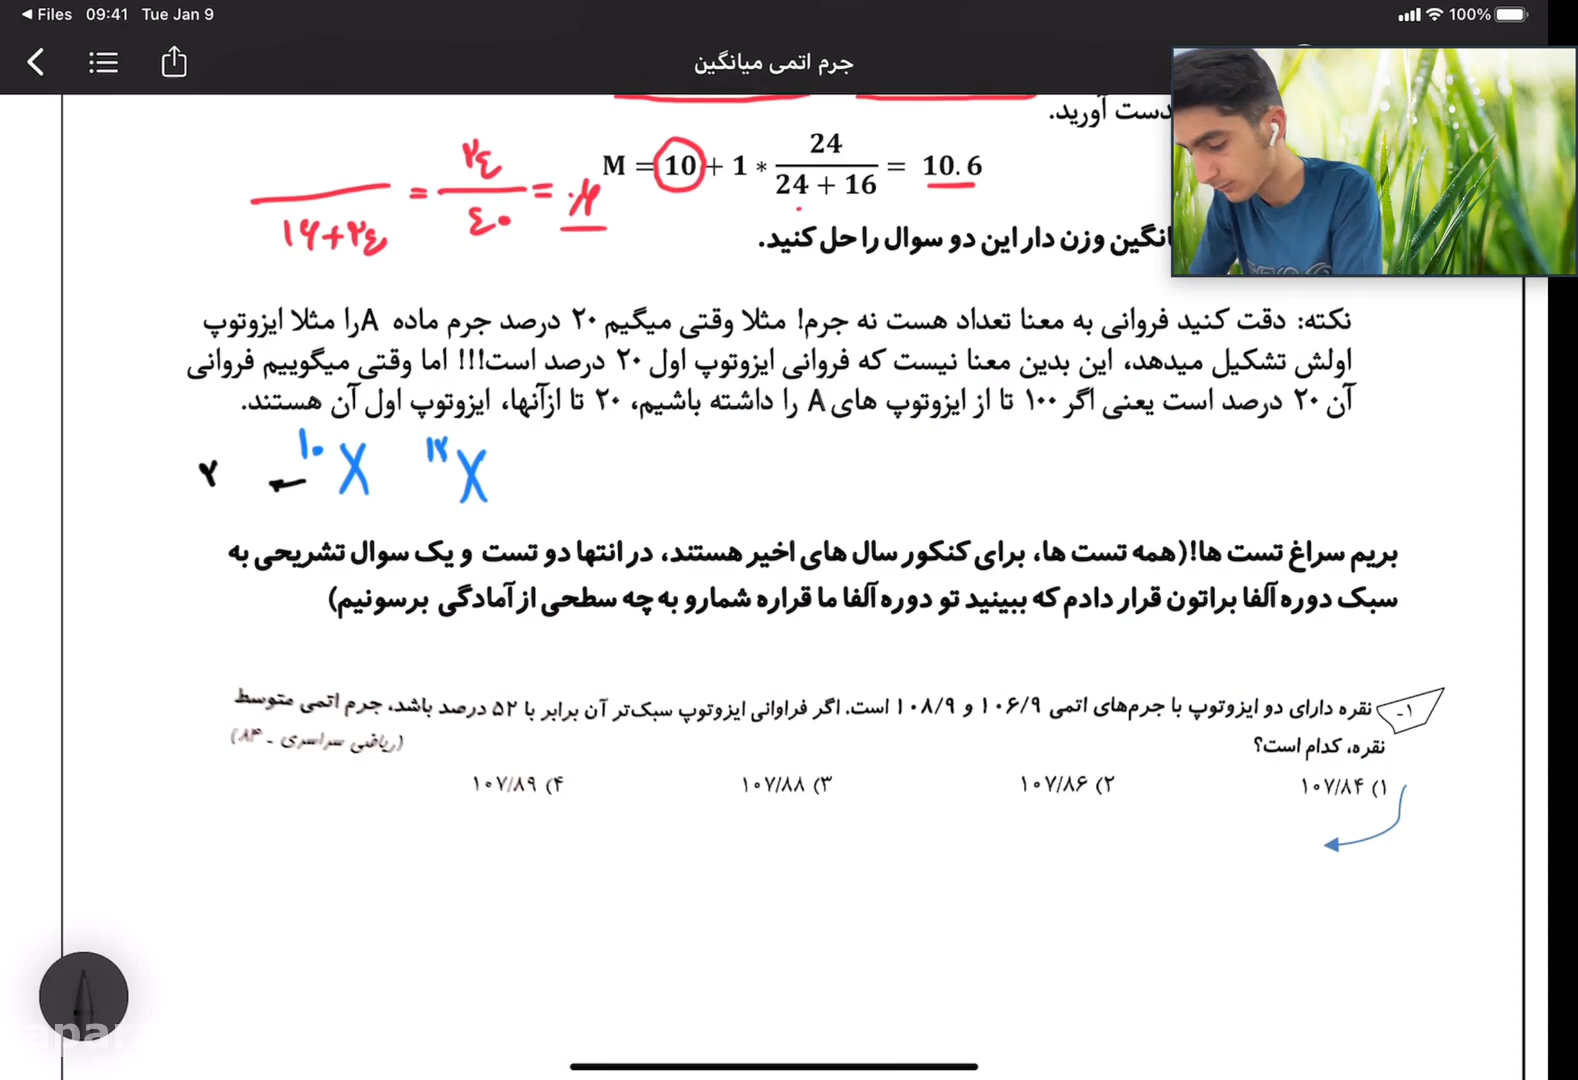 Files 09:41 Tue Jan 9 100%
جرم اتمی میانگین
دست آورید.
M = 10 + 1 * 24 / 24 + 16 = 10.6
= ۲۴ / ۴۰ =
۱۶+۲۴
انگین وزن دار این دو سوال را حل کنید.
نکته: دقت کنید فروانی به معنا تعداد هست نه جرم! مثلا وقتی میگیم ۲۰ درصد جرم ماده A را مثلا ایزوتوپ
اولش تشکیل میدهد، این بدین معنا نیست که فروانی ایزوتوپ اول ۲۰ درصد است!!! اما وقتی میگوییم فروانی
آن ۲۰ درصد است یعنی اگر ۱۰۰ تا از ایزوتوپ های A را داشته باشیم، ۲۰ تا ازآنها، ایزوتوپ اول آن هستند.
۲ ۱۰X ۱۲X
بریم سراغ تست ها!(همه تست ها، برای کنکور سال های اخیر هستند، در انتها دو تست و یک سوال تشریحی به
سبک دوره آلفا براتون قرار دادم که ببینید تو دوره آلفا ما قراره شمارو به چه سطحی از آمادگی برسونیم)
۱- نقره دارای دو ایزوتوپ با جرم‌های اتمی ۱۰۶/۹ و ۱۰۸/۹ است. اگر فراوانی ایزوتوپ سبک‌تر آن برابر با ۵۲ درصد باشد، جرم اتمی متوسط
نقره، کدام است؟ (ریاضی سراسری ـ ۸۴)
۱) ۱۰۷/۸۴ ۲) ۱۰۷/۸۶ ۳) ۱۰۷/۸۸ ۴) ۱۰۷/۸۹
apar